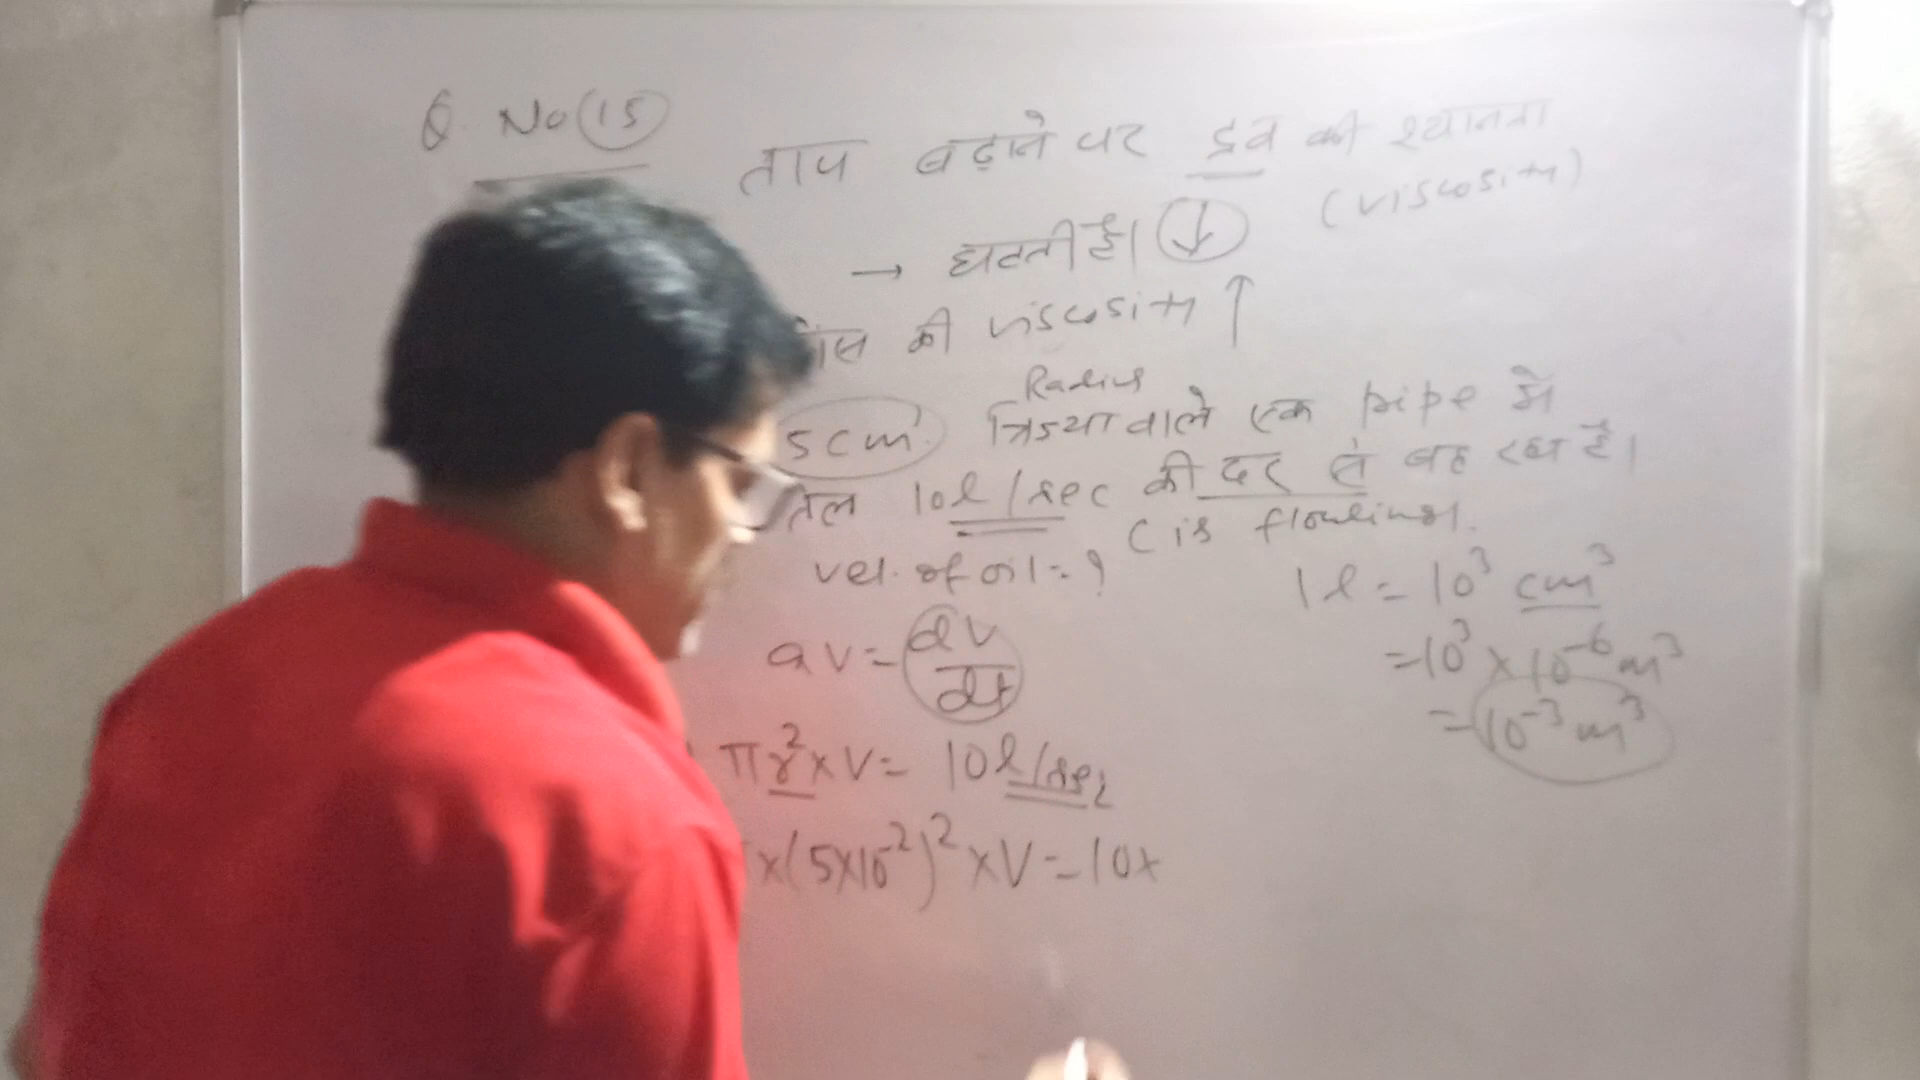 Q. No (15)
ताप बढ़ाने पर द्रव की श्यानता
(viscosity)
→ घटती है। ↓
गैस की viscosity ↑
Radius
5 cm त्रिज्या वाले एक pipe में
तेल 10l/sec की दर से बह रहा है।
(is flowing).
vel. of oil = ?
1l = 10³ cm³
= 10³ × 10⁻⁶ m³
= 10⁻³ m³
av = dV/dt
πr² × V = 10l/sec
×(5×10⁻²)² × V = 10×